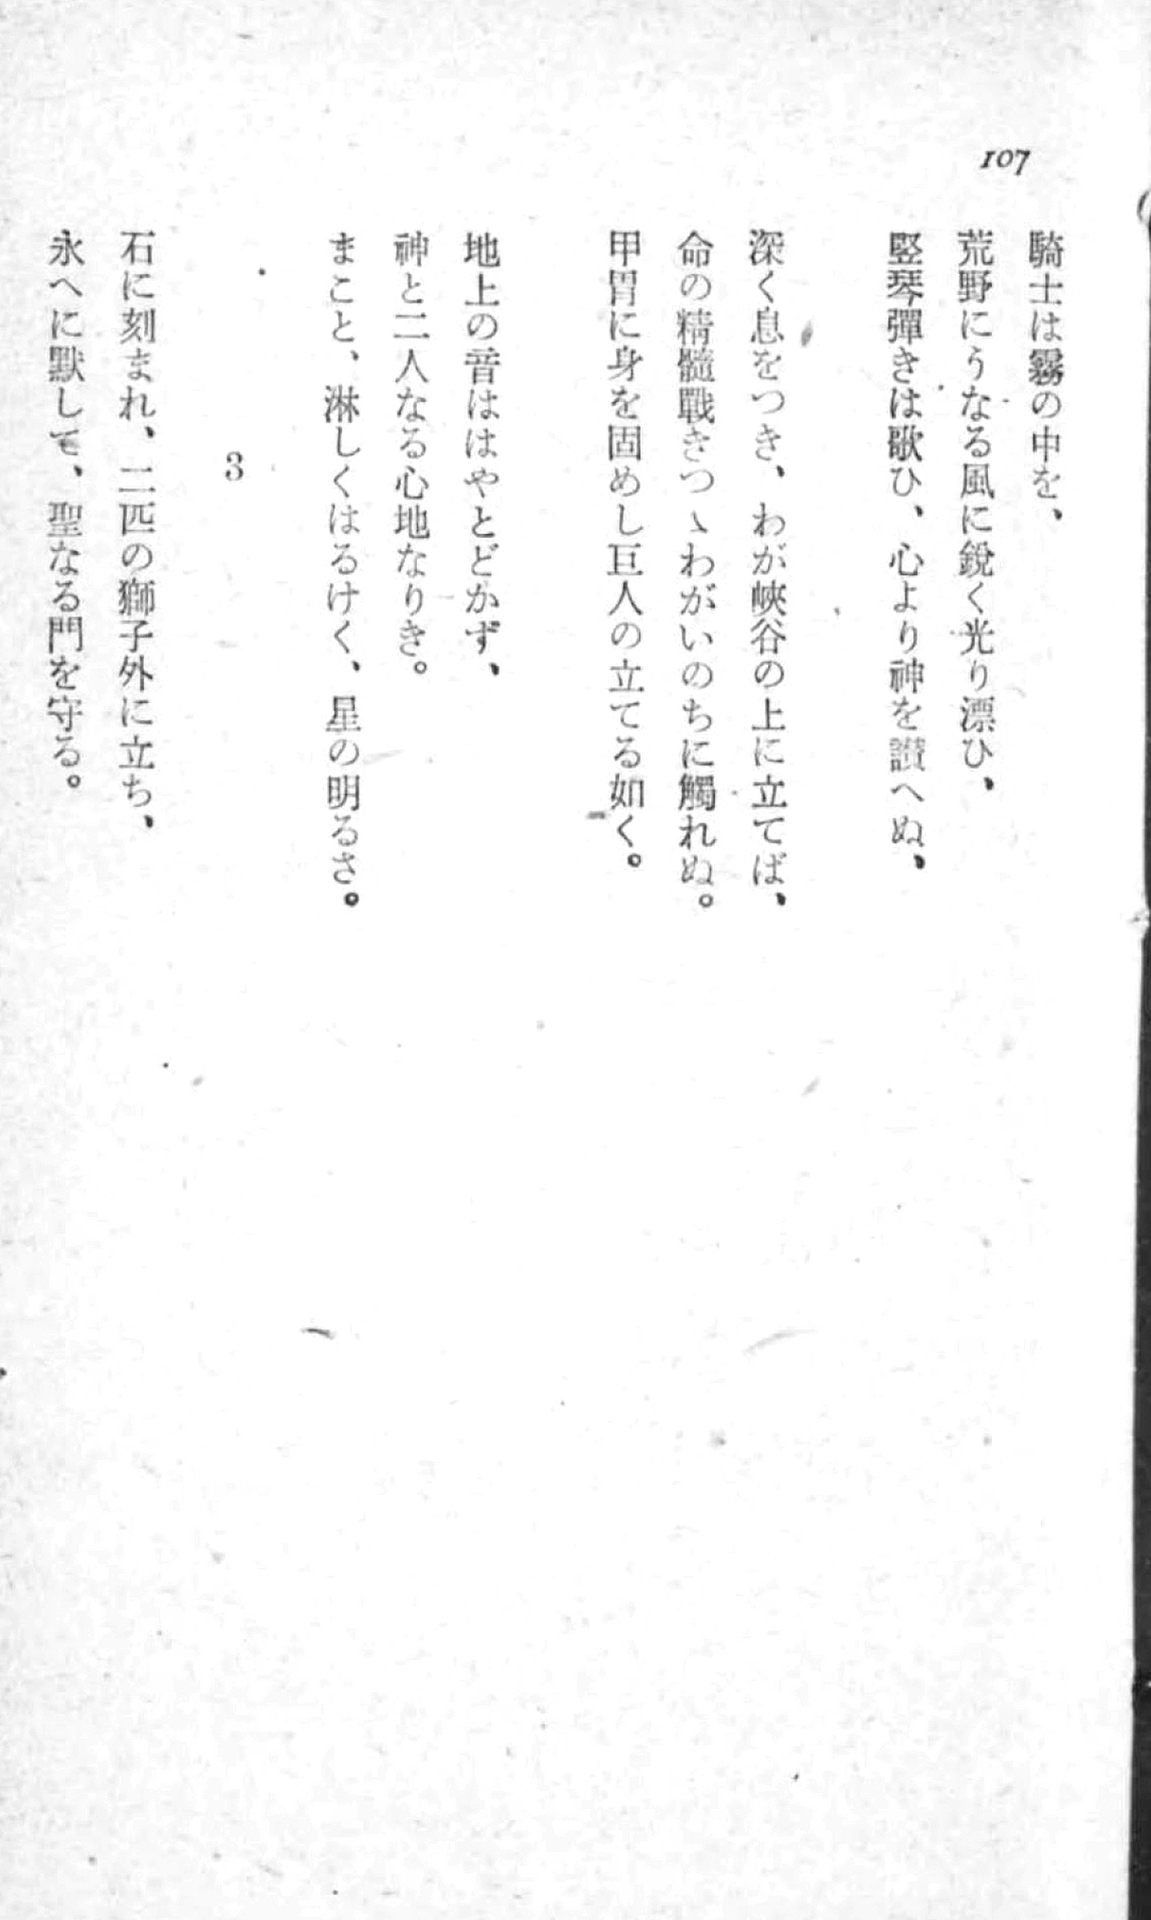 107
騎士は霧の中を、
荒野にうなる風に鋭く光り漂ひ、
竪琴彈きは歌ひ、心より神を讃へぬ、
深く息をつき、わが峽谷の上に立てば、
命の精髓戰きつゝわがいのちに觸れぬ。
甲冑に身を固めし巨人の立てる如く。
地上の音ははやとどかず、
神と二人なる心地なりき。
まこと、淋しくはるけく、星の明るさ。
3
石に刻まれ、二匹の獅子外に立ち、
永へに默して、聖なる門を守る。